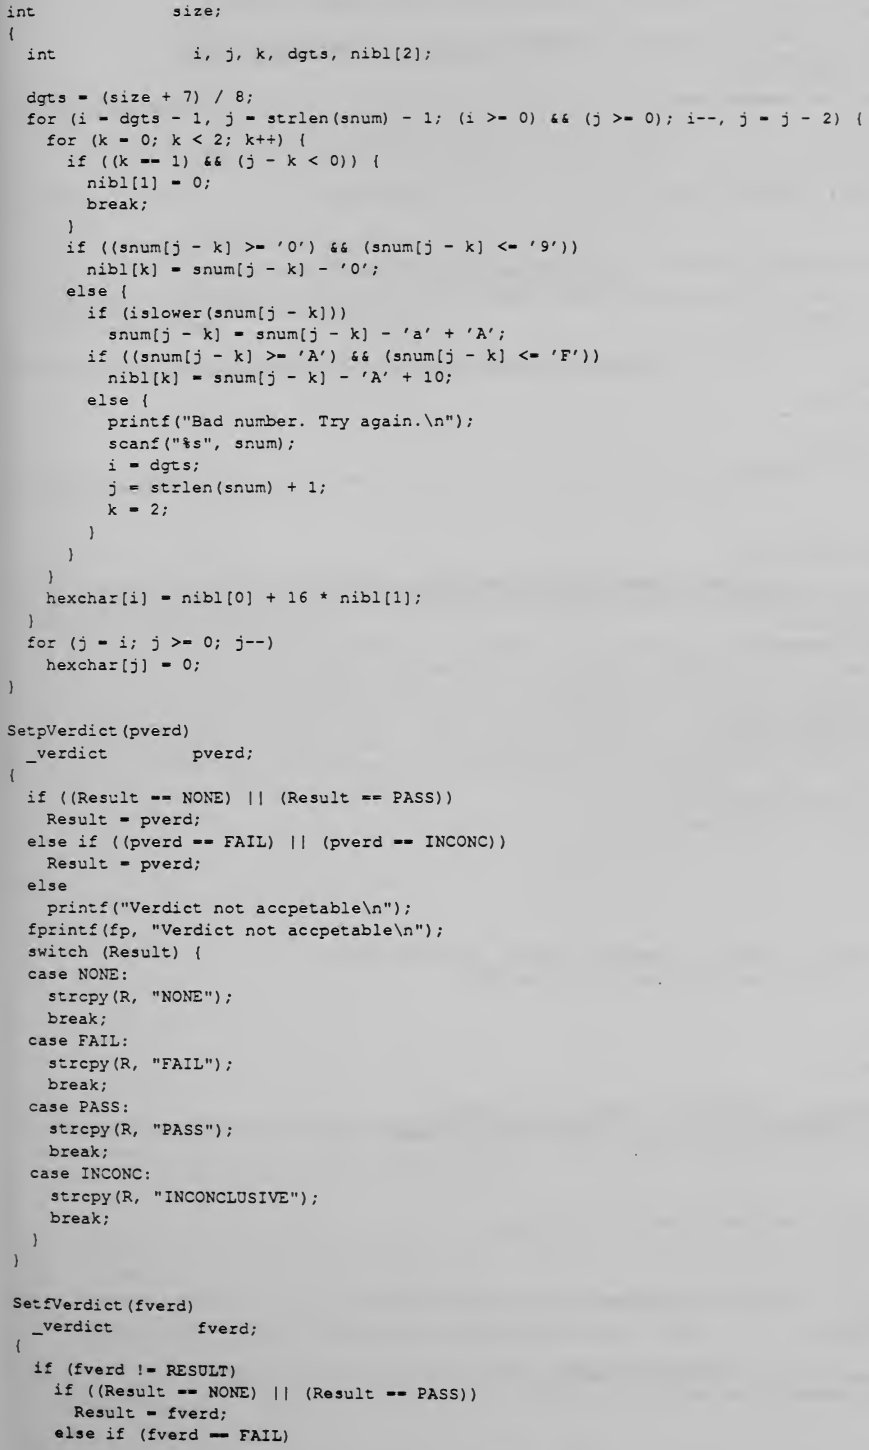 int              size;
{
  int              i, j, k, dgts, nibl[2];

  dgts = (size + 7) / 8;
  for (i = dgts - 1, j = strlen(snum) - 1; (i >= 0) && (j >= 0); i--, j = j - 2) {
    for (k = 0; k < 2; k++) {
      if ((k == 1) && (j - k < 0)) {
        nibl[1] = 0;
        break;
      }
      if ((snum[j - k] >= '0') && (snum[j - k] <= '9'))
        nibl[k] = snum[j - k] - '0';
      else {
        if (islower(snum[j - k]))
          snum[j - k] = snum[j - k] - 'a' + 'A';
        if ((snum[j - k] >= 'A') && (snum[j - k] <= 'F'))
          nibl[k] = snum[j - k] - 'A' + 10;
        else {
          printf("Bad number. Try again.\n");
          scanf("%s", snum);
          i = dgts;
          j = strlen(snum) + 1;
          k = 2;
        }
      }
    }
    hexchar[i] = nibl[0] + 16 * nibl[1];
  }
  for (j = i; j >= 0; j--)
    hexchar[j] = 0;
}

SetpVerdict(pverd)
  _verdict         pverd;
{
  if ((Result == NONE) || (Result == PASS))
    Result = pverd;
  else if ((pverd == FAIL) || (pverd == INCONC))
    Result = pverd;
  else
    printf("Verdict not accpetable\n");
  fprintf(fp, "Verdict not accpetable\n");
  switch (Result) {
  case NONE:
    strcpy(R, "NONE");
    break;
  case FAIL:
    strcpy(R, "FAIL");
    break;
  case PASS:
    strcpy(R, "PASS");
    break;
  case INCONC:
    strcpy(R, "INCONCLUSIVE");
    break;
  }
}

SetfVerdict(fverd)
  _verdict         fverd;
{
  if (fverd != RESULT)
    if ((Result == NONE) || (Result == PASS))
      Result = fverd;
    else if (fverd == FAIL)